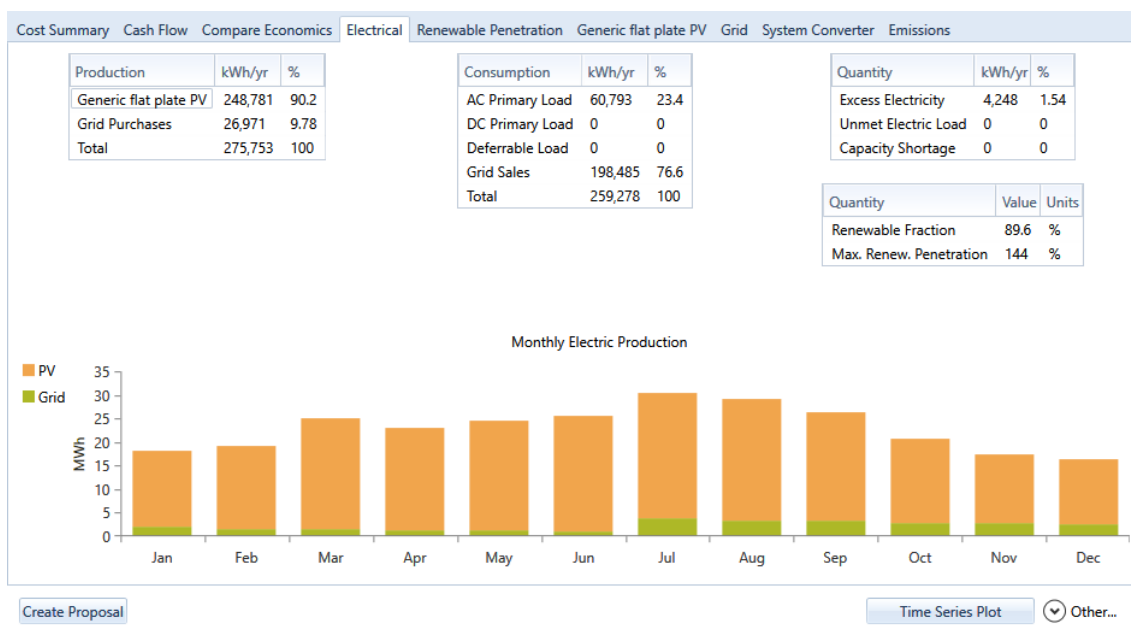 Cost Summary Cash Flow Compare Economics Electrical Renewable Penetration Generic flat plate PV Grid System Converter Emissions
Production kWh/yr %
Generic flat plate PV 248,781 90.2
Grid Purchases 26,971 9.78
Total 275,753 100
Consumption kWh/yr %
AC Primary Load 60,793 23.4
DC Primary Load 0 0
Deferrable Load 0 0
Grid Sales 198,485 76.6
Total 259,278 100
Quantity kWh/yr %
Excess Electricity 4,248 1.54
Unmet Electric Load 0 0
Capacity Shortage 0 0
Quantity Value Units
Renewable Fraction 89.6 %
Max. Renew. Penetration 144 %
Monthly Electric Production
PV
Grid
MWh
35
30
25
20
15
10
5
0
Jan Feb Mar Apr May Jun Jul Aug Sep Oct Nov Dec
Create Proposal Time Series Plot Other...